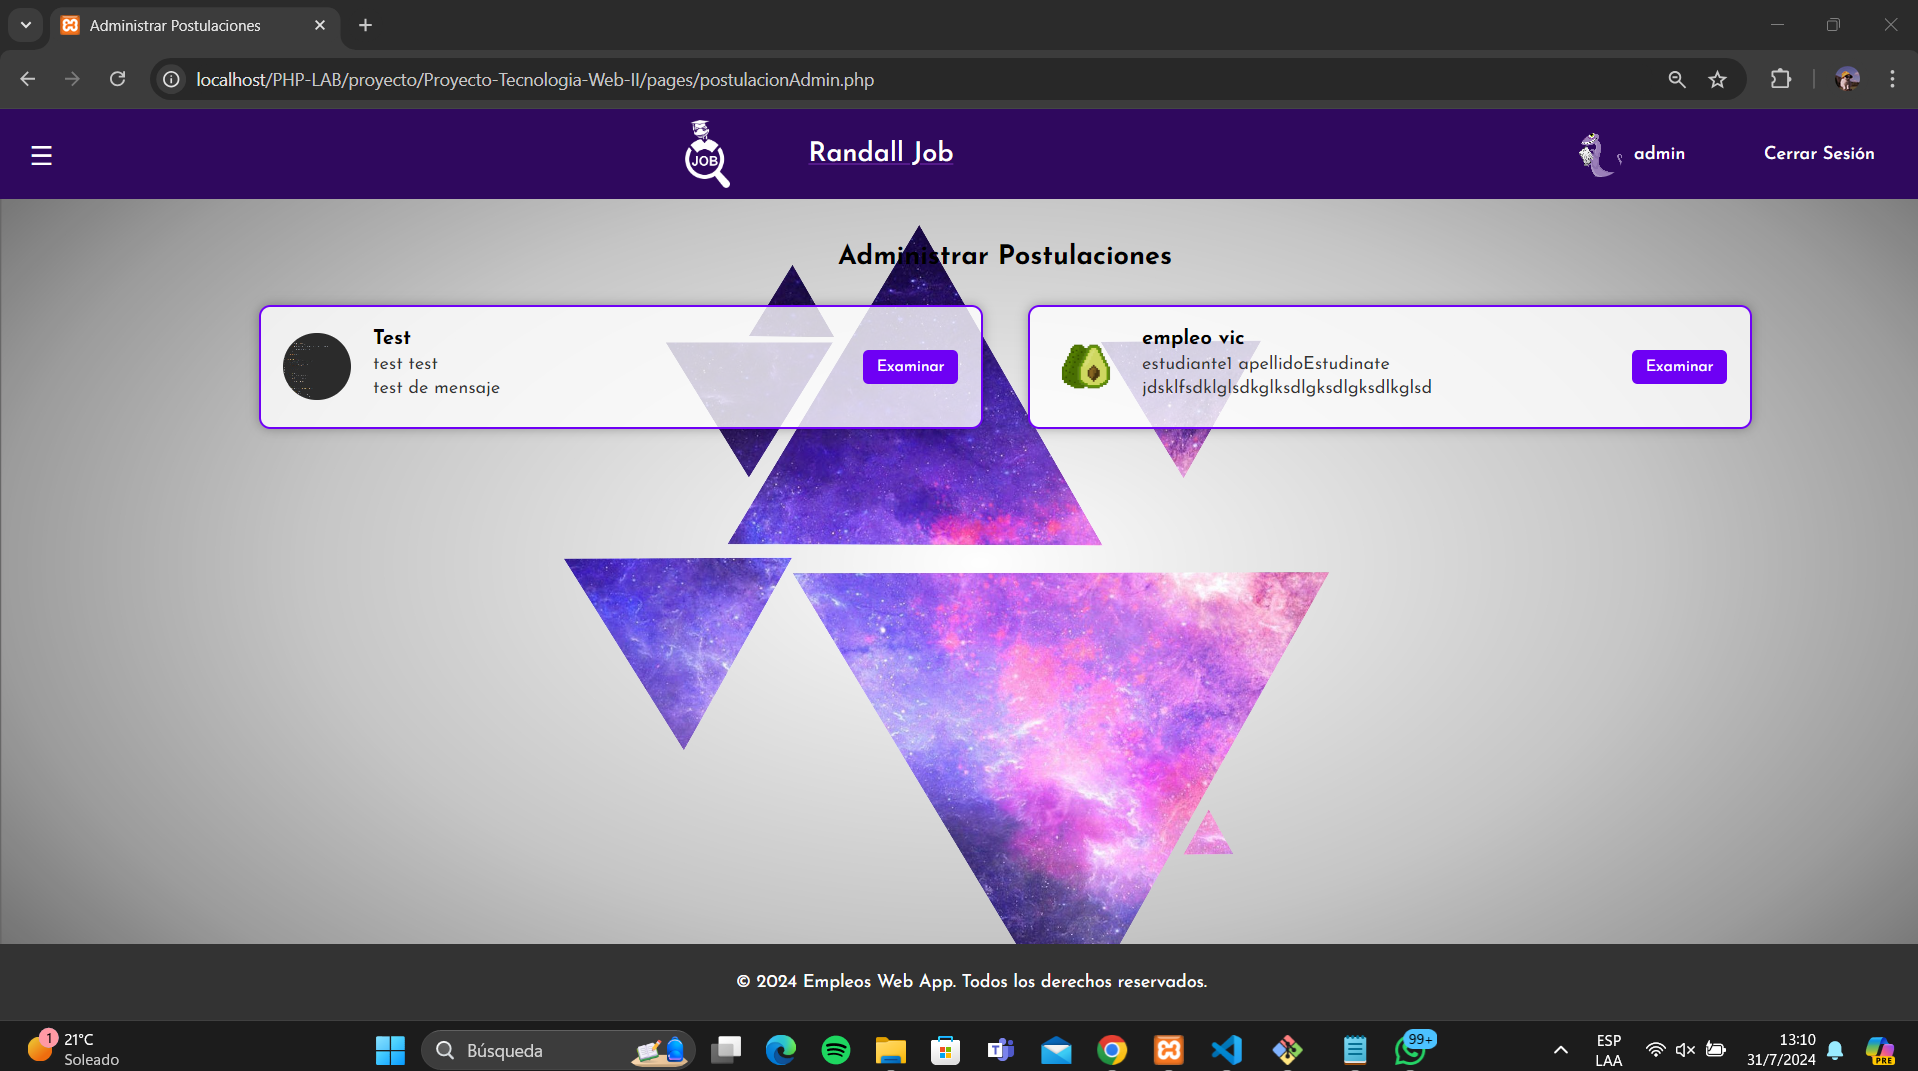 Administrar Postulaciones
localhost/PHP-LAB/proyecto/Proyecto-Tecnologia-Web-II/pages/postulacionAdmin.php
JOB
Randall Job
admin
Cerrar Sesión
Administrar Postulaciones
Test
test test
test de mensaje
Examinar
empleo vic
estudiante1 apellidoEstudinate
jdsklfsdklglsdkglksdlgksdlgksdlkglsd
Examinar
© 2024 Empleos Web App. Todos los derechos reservados.
1
21°C
Soleado
Búsqueda
99+
ESP
LAA
13:10
31/7/2024
PRE